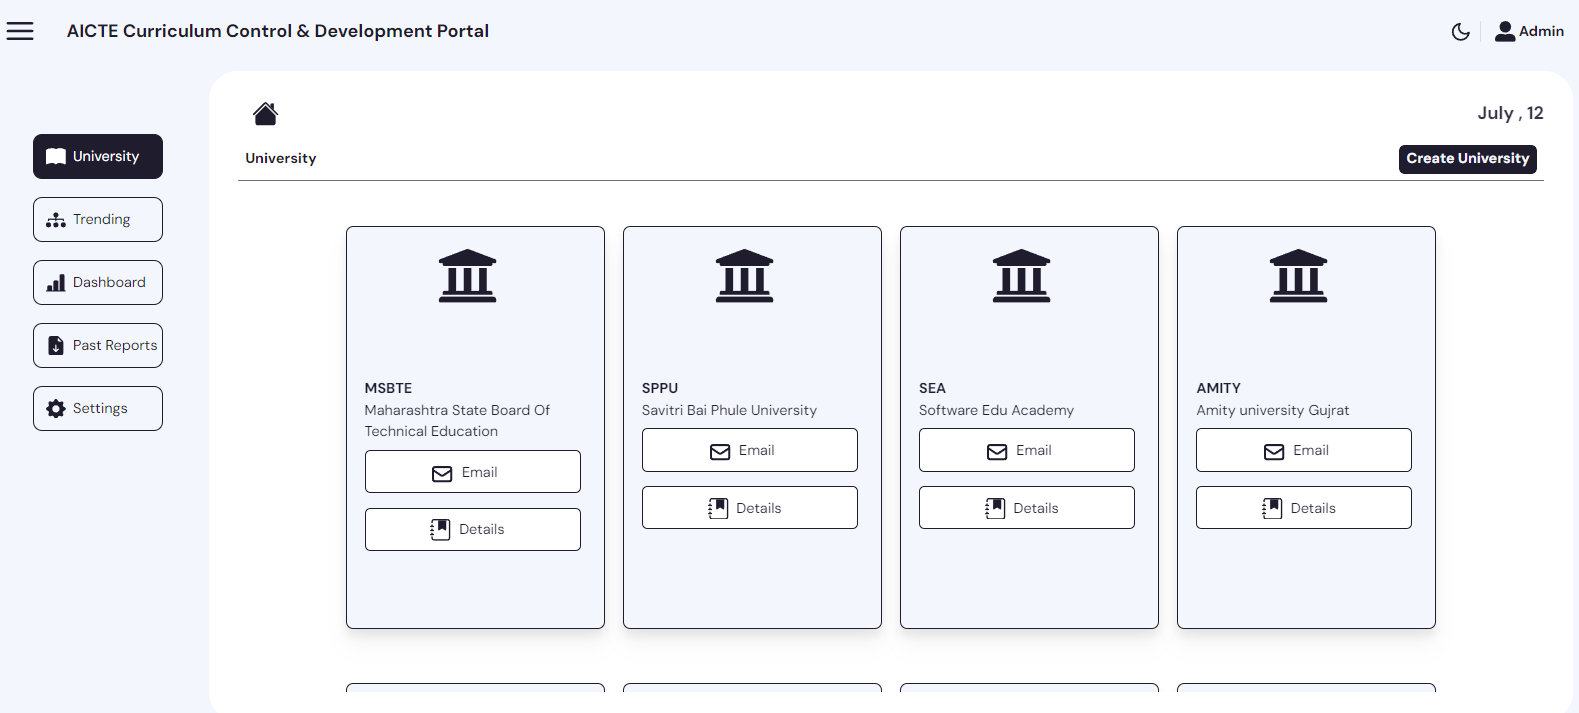 AICTE Curriculum Control & Development Portal
Admin
University
Trending
Dashboard
Past Reports
Settings
July , 12
University
Create University
MSBTE
Maharashtra State Board Of
Technical Education
Email
Details
SPPU
Savitri Bai Phule University
Email
Details
SEA
Software Edu Academy
Email
Details
AMITY
Amity university Gujrat
Email
Details